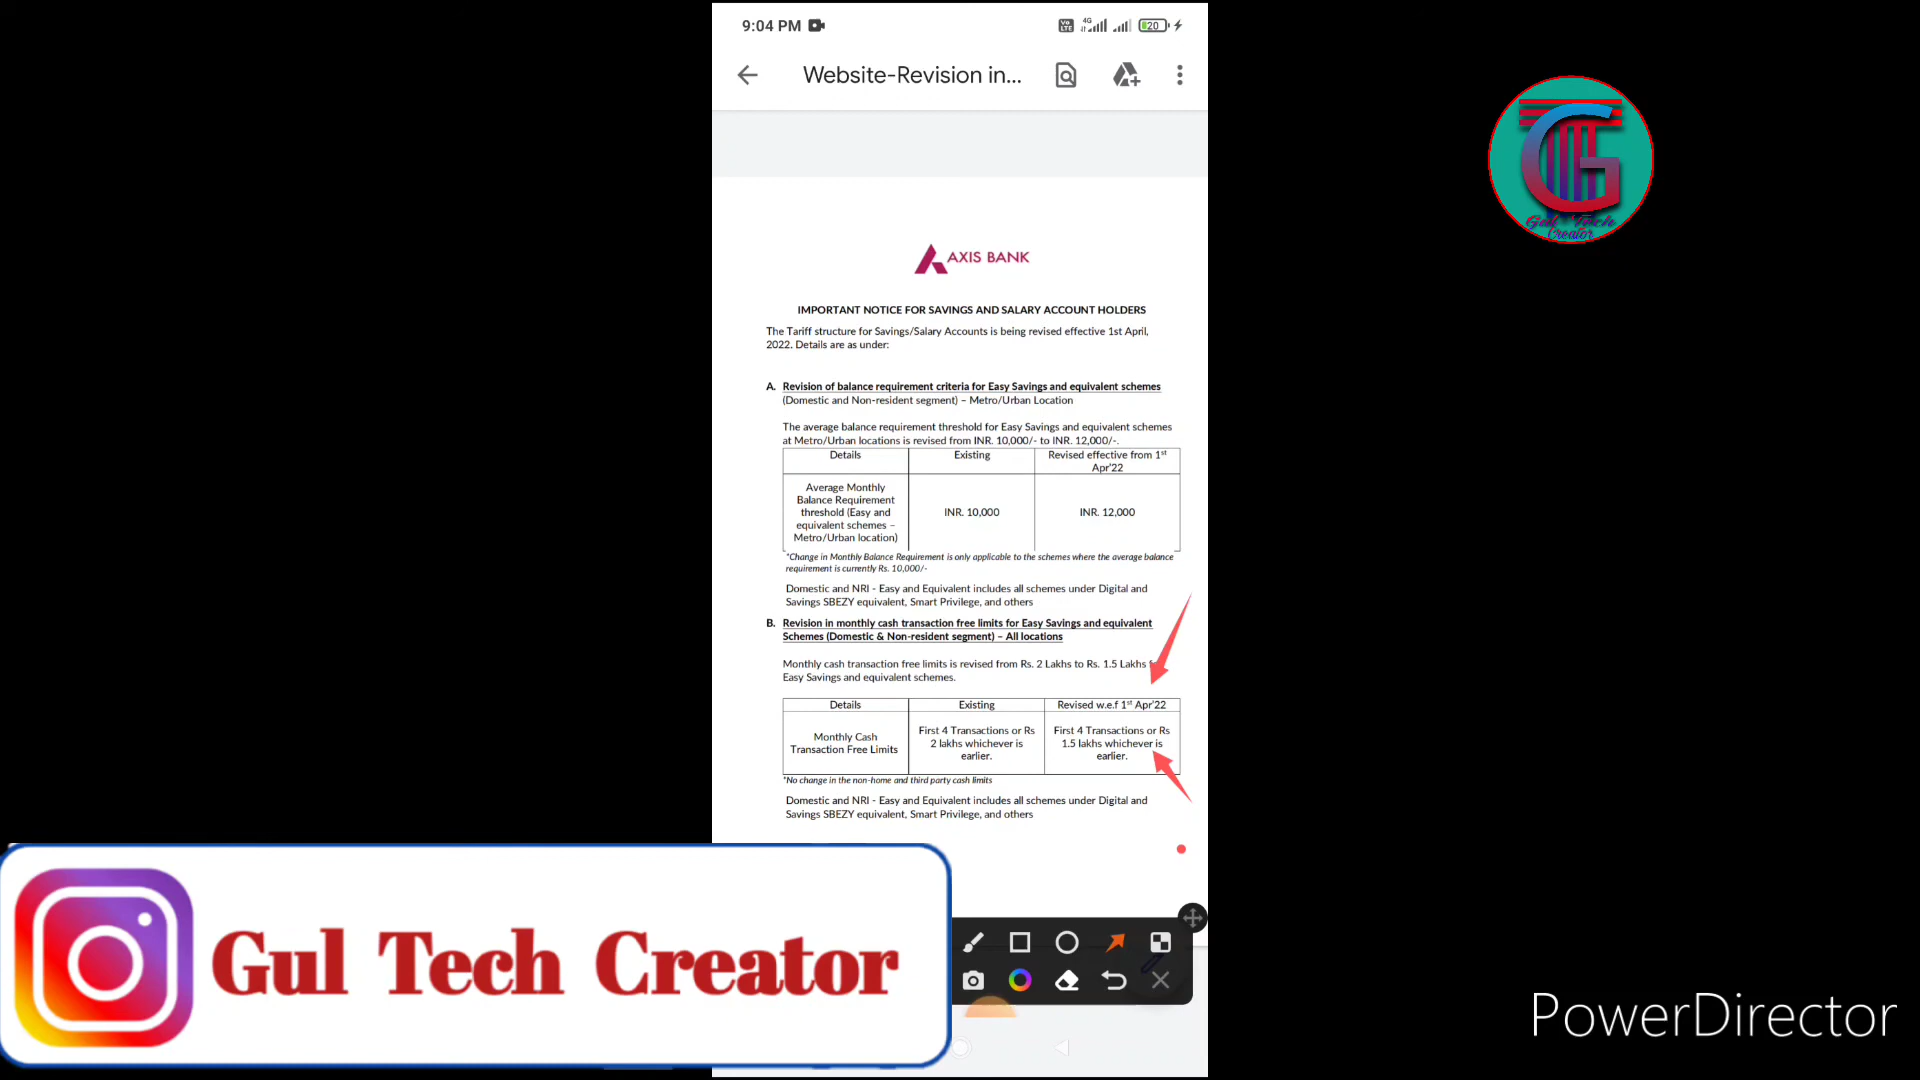 9:04 PM
Vo LTE
4G
20
Website-Revision in...
Gul Tech
Creator
AXIS BANK
IMPORTANT NOTICE FOR SAVINGS AND SALARY ACCOUNT HOLDERS
The Tariff structure for Savings/Salary Accounts is being revised effective 1st April,
2022. Details are as under:
A. Revision of balance requirement criteria for Easy Savings and equivalent schemes
(Domestic and Non-resident segment) – Metro/Urban Location
The average balance requirement threshold for Easy Savings and equivalent schemes
at Metro/Urban locations is revised from INR. 10,000/- to INR. 12,000/-.
Details Existing Revised effective from 1st
Apr'22
Average Monthly
Balance Requirement
threshold (Easy and
equivalent schemes –
Metro/Urban location)
INR. 10,000 INR. 12,000
*Change in Monthly Balance Requirement is only applicable to the schemes where the average balance
requirement is currently Rs. 10,000/-
Domestic and NRI - Easy and Equivalent includes all schemes under Digital and
Savings SBEZY equivalent, Smart Privilege, and others
B. Revision in monthly cash transaction free limits for Easy Savings and equivalent
Schemes (Domestic & Non-resident segment) – All locations
Monthly cash transaction free limits is revised from Rs. 2 Lakhs to Rs. 1.5 Lakhs
Easy Savings and equivalent schemes.
Details Existing Revised w.e.f 1st Apr'22
Monthly Cash
Transaction Free Limits
First 4 Transactions or Rs
2 lakhs whichever is
earlier.
First 4 Transactions or Rs
1.5 lakhs whichever is
earlier.
*No change in the non-home and third party cash limits
Domestic and NRI - Easy and Equivalent includes all schemes under Digital and
Savings SBEZY equivalent, Smart Privilege, and others
Gul Tech Creator
PowerDirector